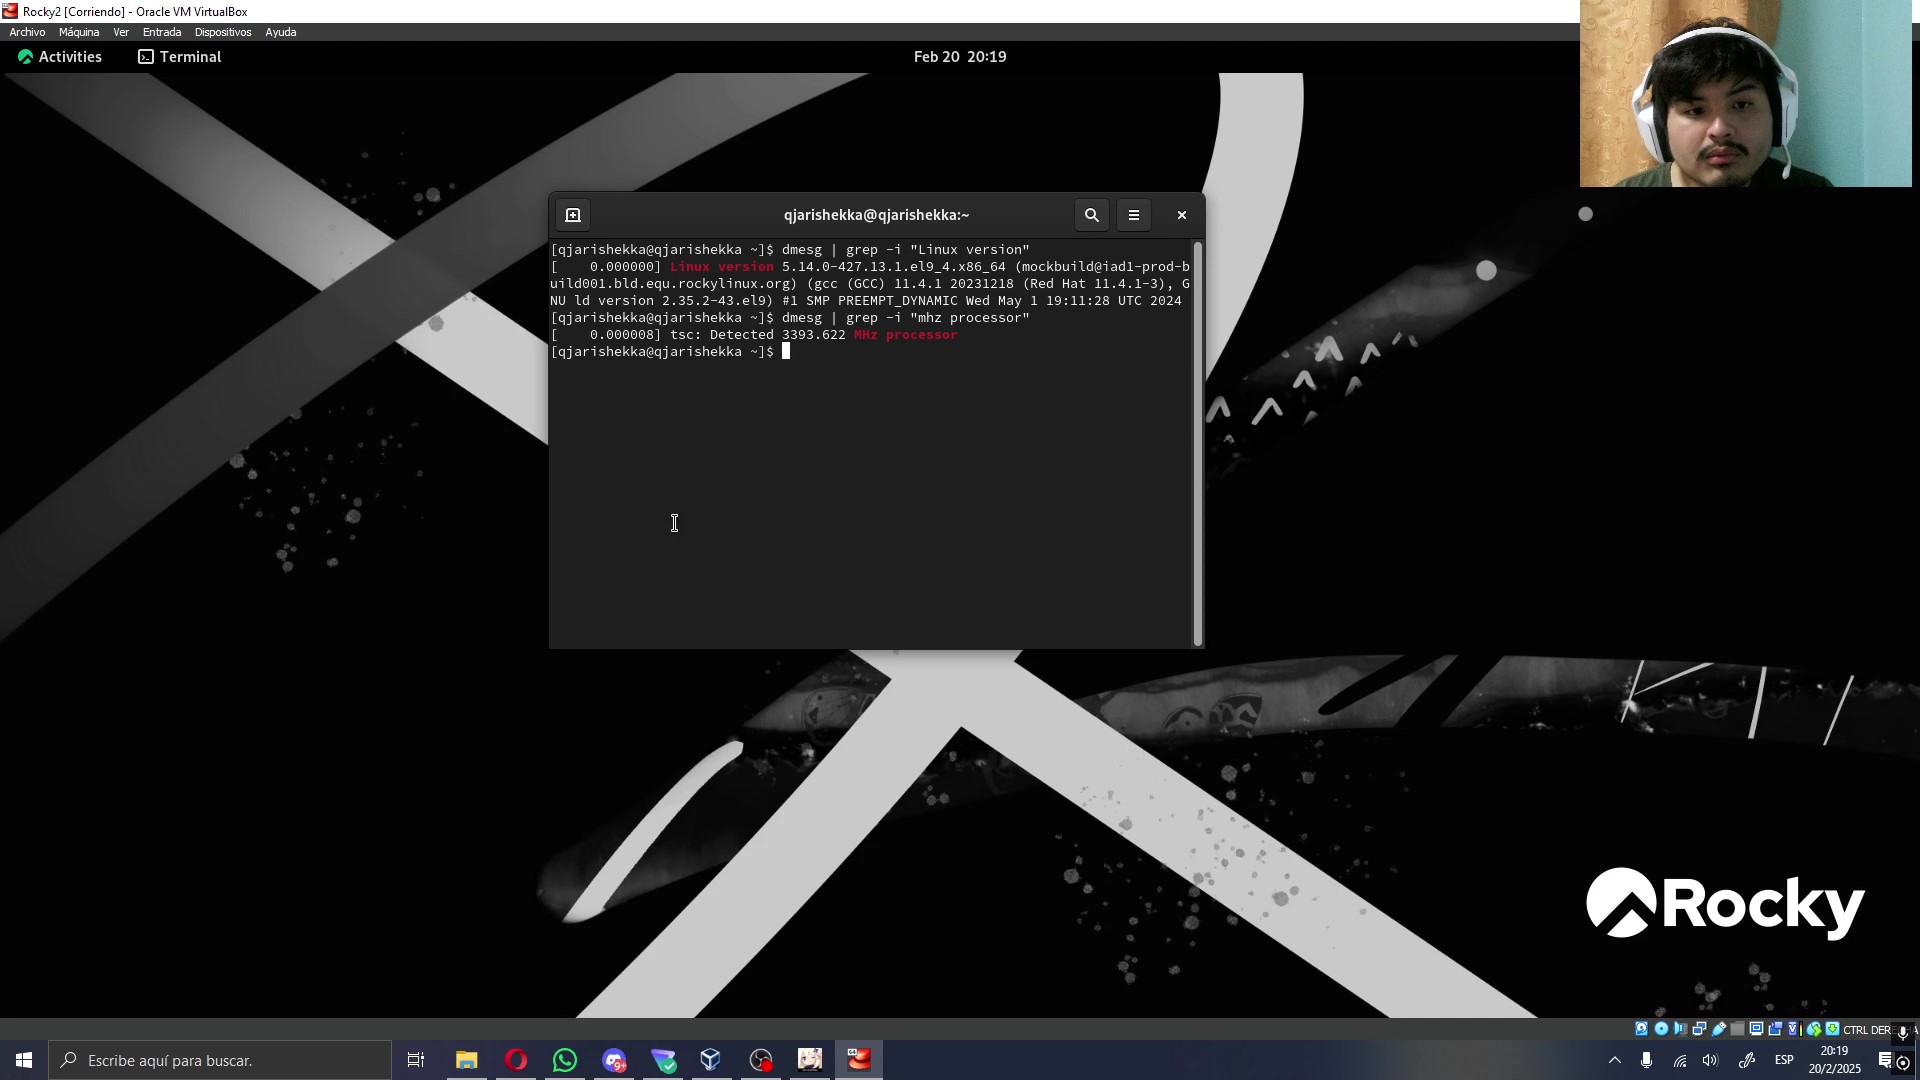 Rocky2 [Corriendo] - Oracle VM VirtualBox
Archivo Máquina Ver Entrada Dispositivos Ayuda
Activities Terminal Feb 20 20:19
qjarishekka@qjarishekka:~
[qjarishekka@qjarishekka ~]$ dmesg | grep -i "Linux version"
[    0.000000] Linux version 5.14.0-427.13.1.el9_4.x86_64 (mockbuild@iad1-prod-b
uild001.bld.equ.rockylinux.org) (gcc (GCC) 11.4.1 20231218 (Red Hat 11.4.1-3), G
NU ld version 2.35.2-43.el9) #1 SMP PREEMPT_DYNAMIC Wed May 1 19:11:28 UTC 2024
[qjarishekka@qjarishekka ~]$ dmesg | grep -i "mhz processor"
[    0.000008] tsc: Detected 3393.622 MHz processor
[qjarishekka@qjarishekka ~]$
Rocky
Escribe aquí para buscar.
9+
64
ESP
20:19
20/2/2025